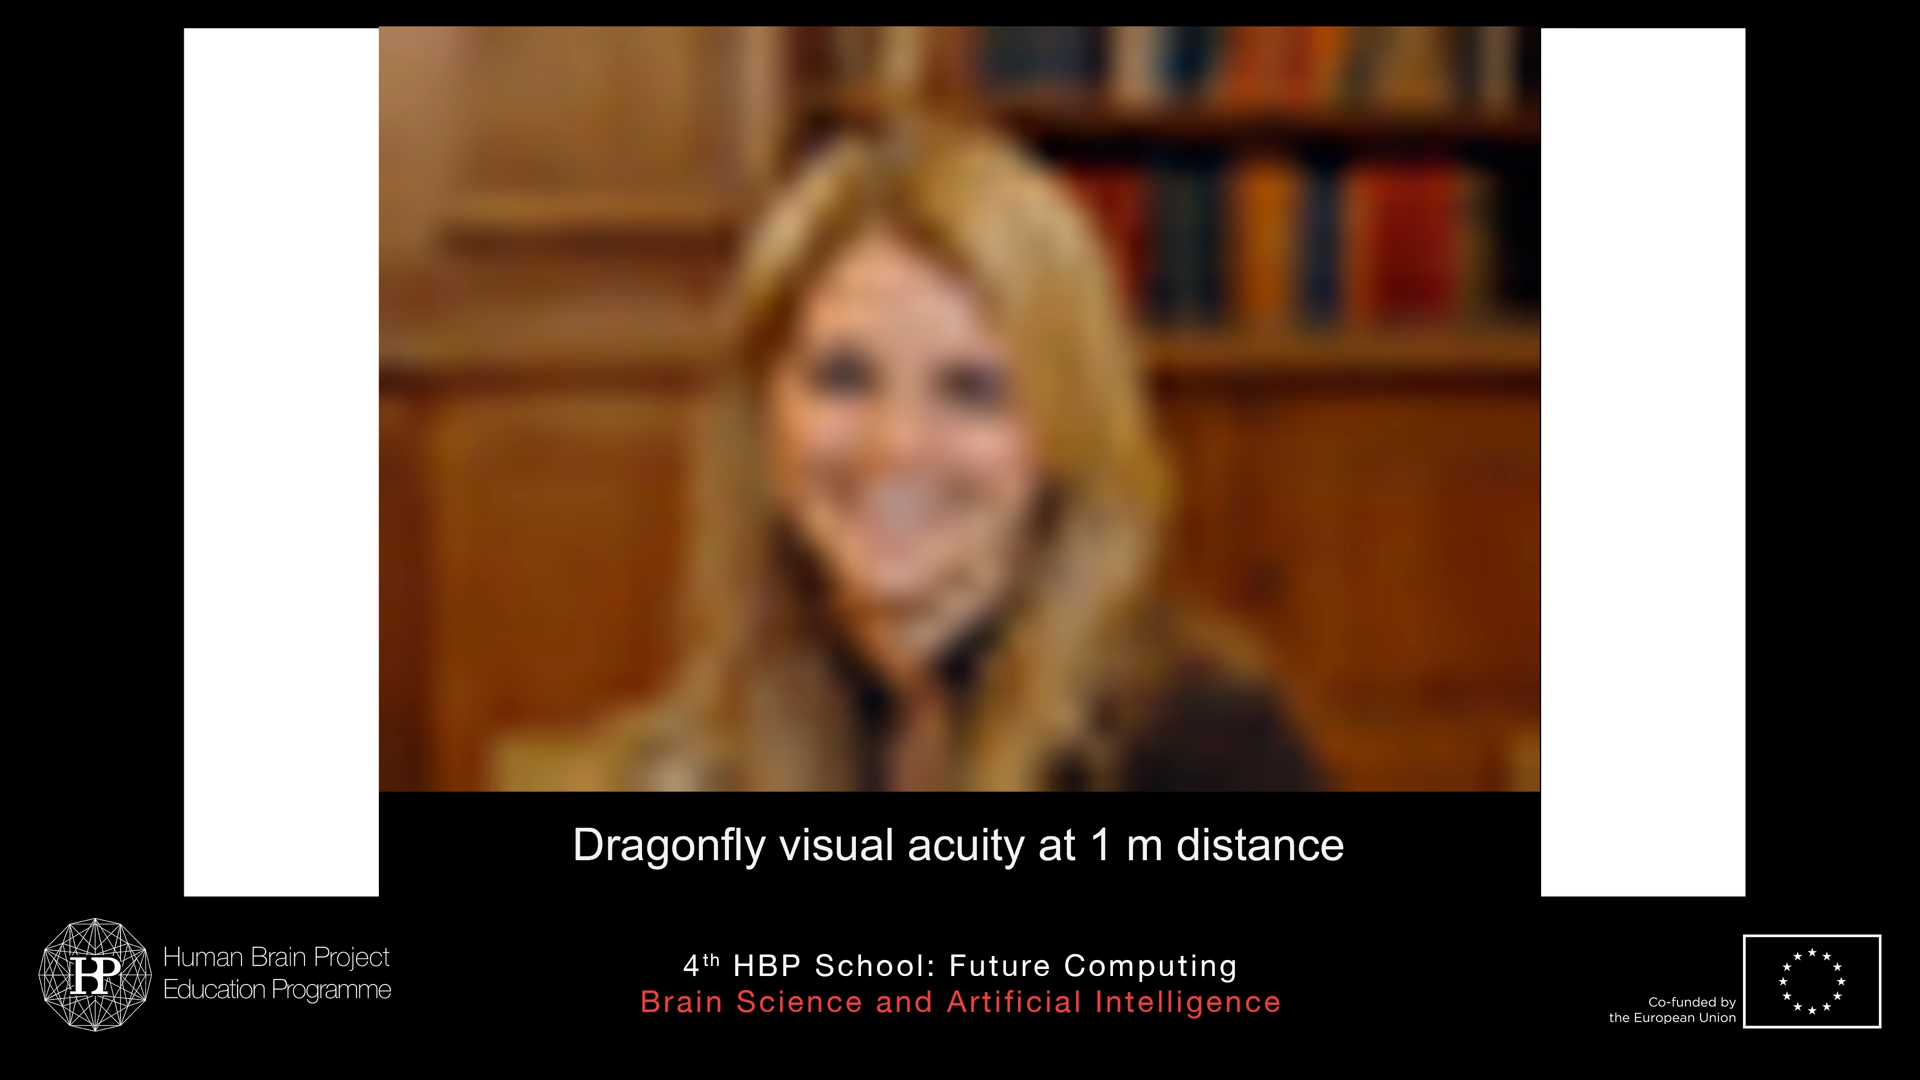 Dragonfly visual acuity at 1 m distance
HP
Human Brain Project
Education Programme
4th HBP School: Future Computing
Brain Science and Artificial Intelligence
Co-funded by
the European Union